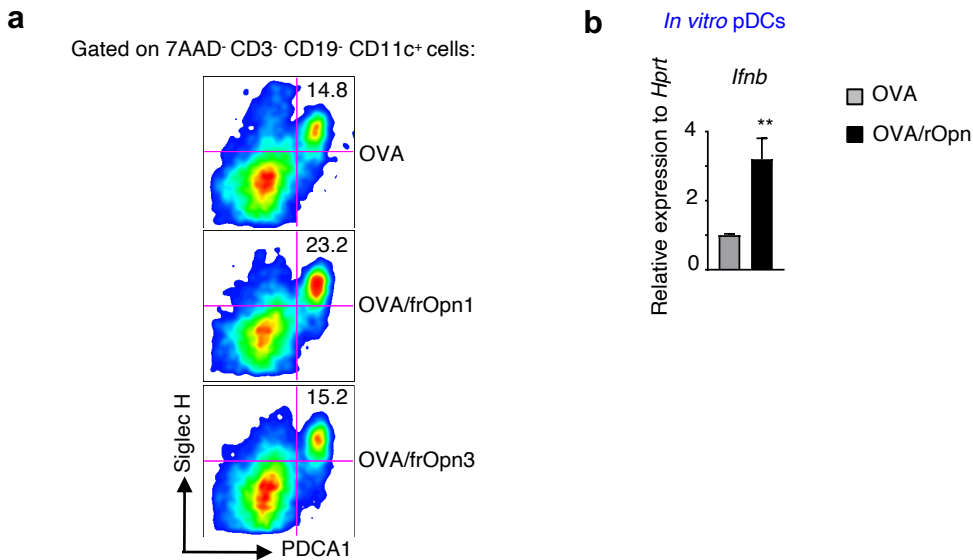 a
Gated on 7AAD- CD3- CD19- CD11c+ cells:
14.8
OVA
23.2
OVA/frOpn1
15.2
OVA/frOpn3
Siglec H
PDCA1
b
In vitro pDCs
Ifnb
Relative expression to Hprt
4
2
0
**
OVA
OVA/rOpn